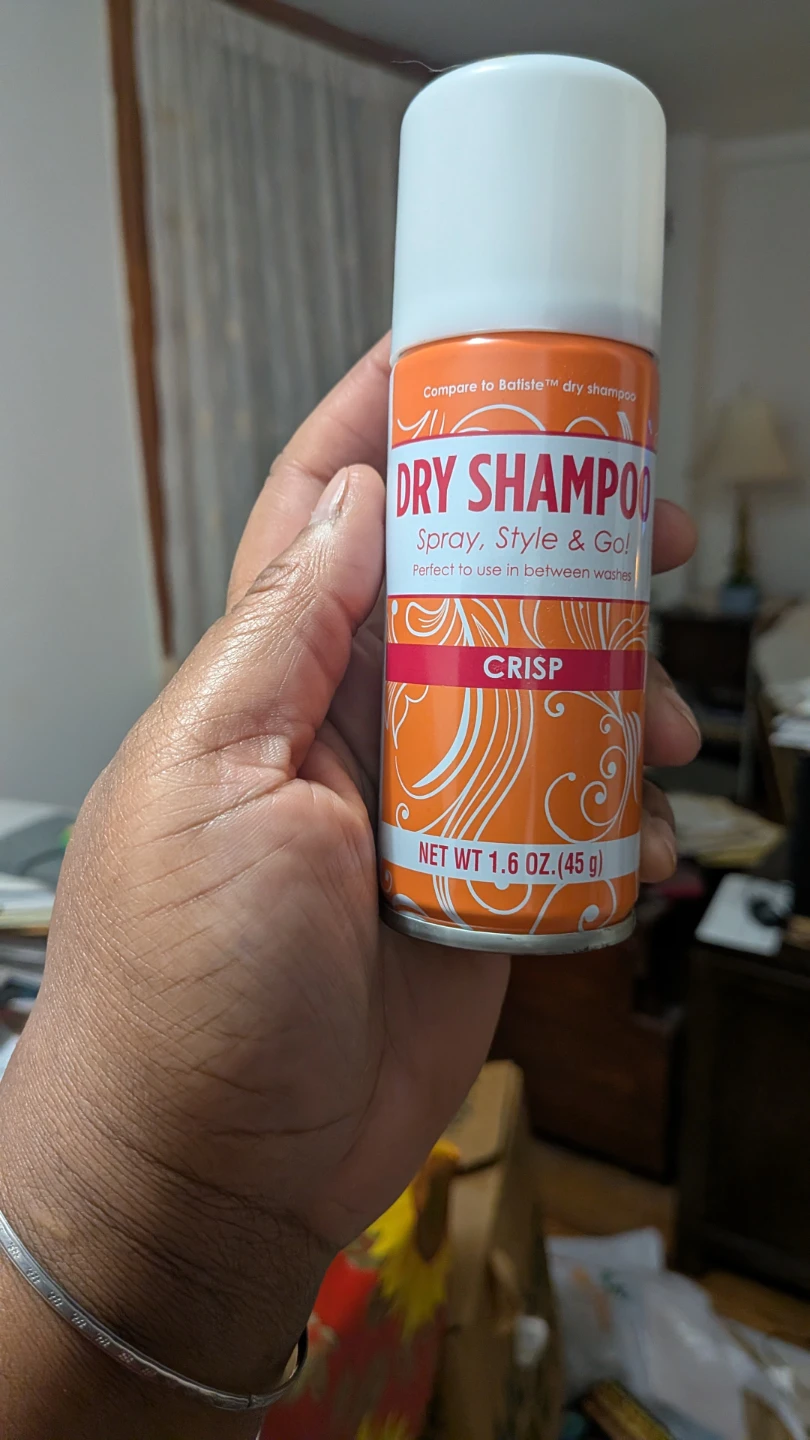 Compare to Batiste™ dry shampoo
DRY SHAMPOO
Spray, Style & Go!
Perfect to use in between washes
CRISP
NET WT 1.6 OZ.(45 g)